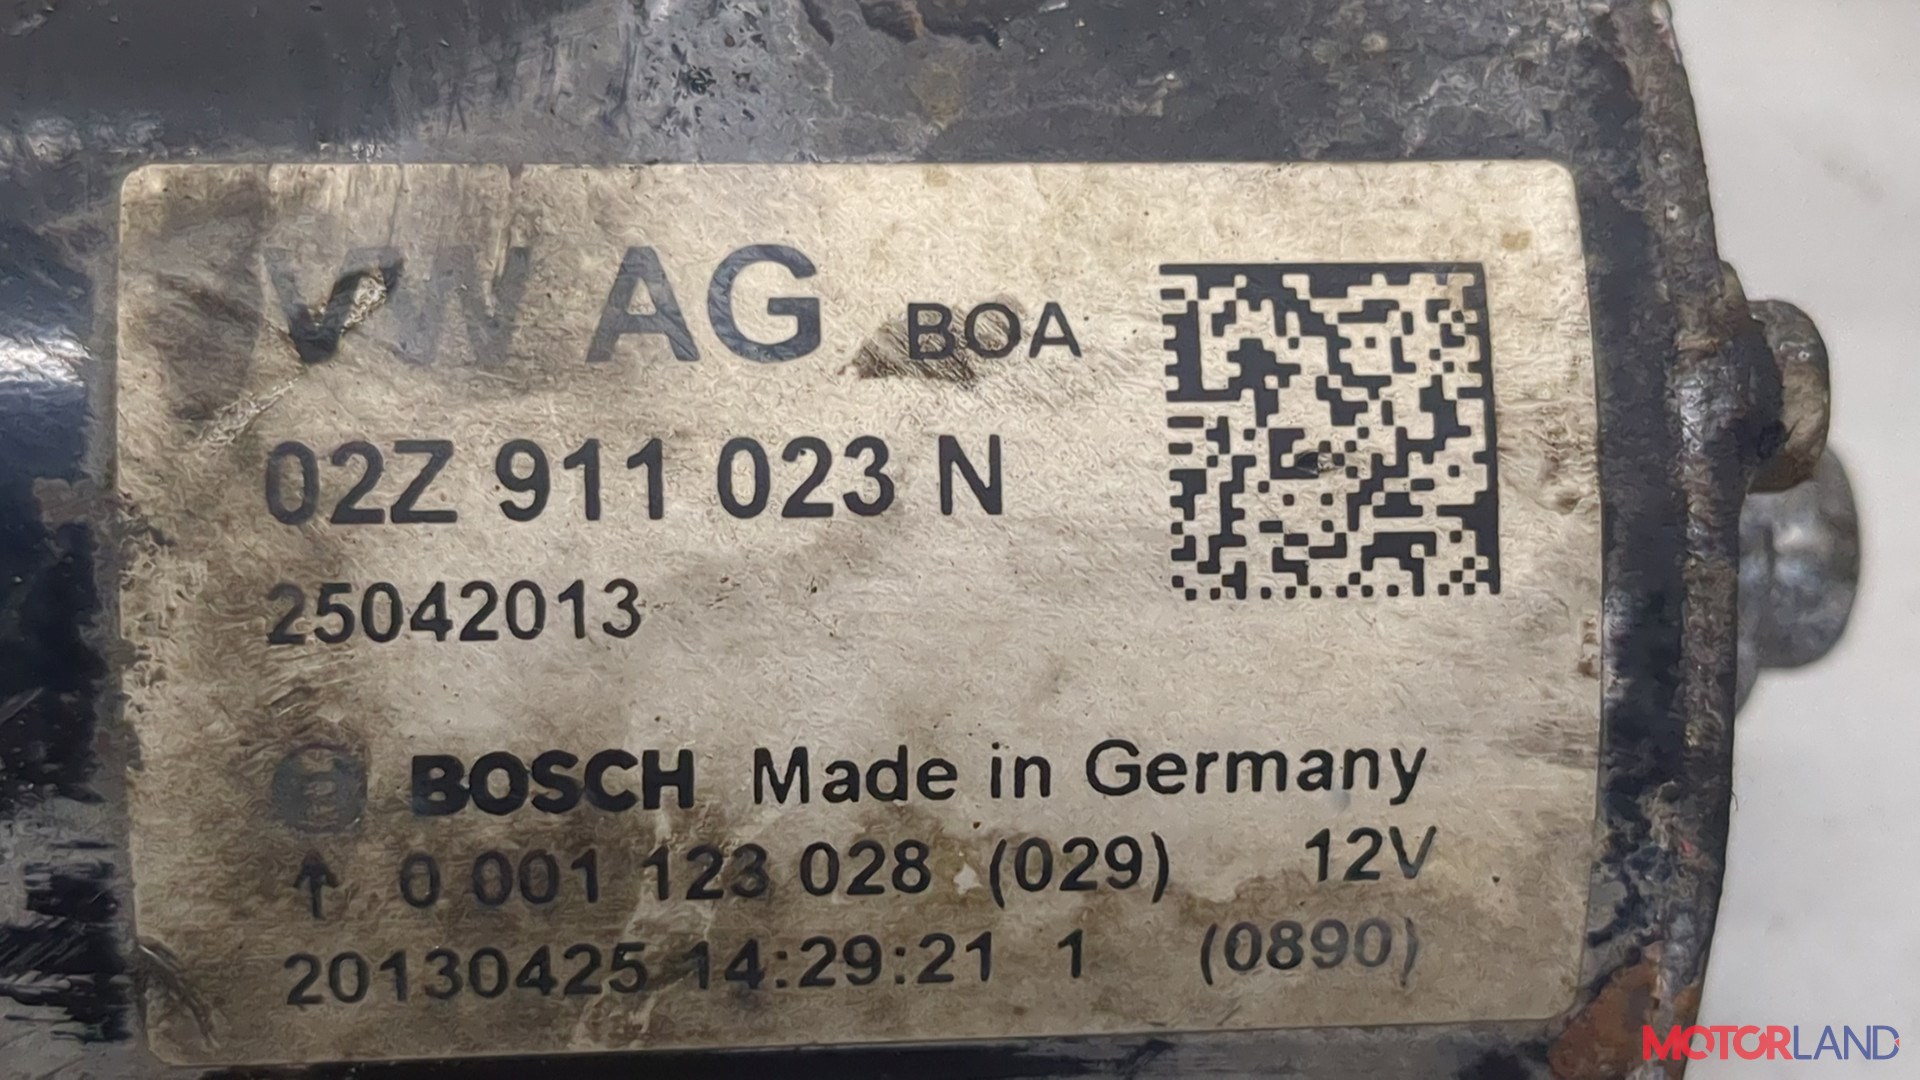 VW AG BOA
02Z 911 023 N
25042013
BOSCH Made in Germany
↑ 0 001 123 028 (029) 12V
20130425 14:29:21 1 (0890)
MOTORLAND